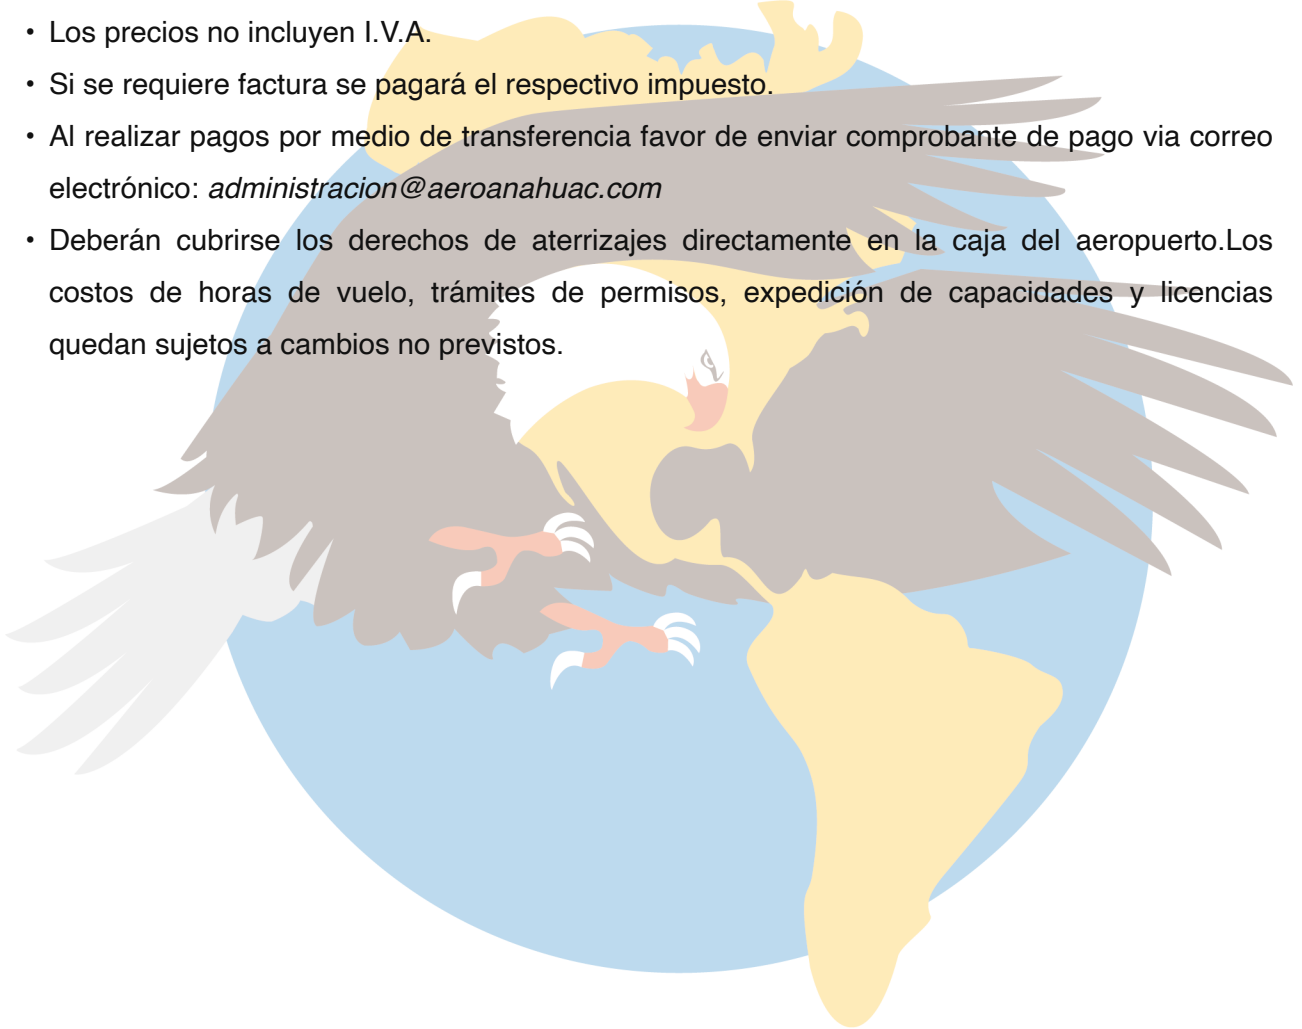 • Los precios no incluyen I.V.A.
• Si se requiere factura se pagará el respectivo impuesto.
• Al realizar pagos por medio de transferencia favor de enviar comprobante de pago via correo
electrónico: administracion@aeroanahuac.com
• Deberán cubrirse los derechos de aterrizajes directamente en la caja del aeropuerto.Los
costos de horas de vuelo, trámites de permisos, expedición de capacidades y licencias
quedan sujetos a cambios no previstos.